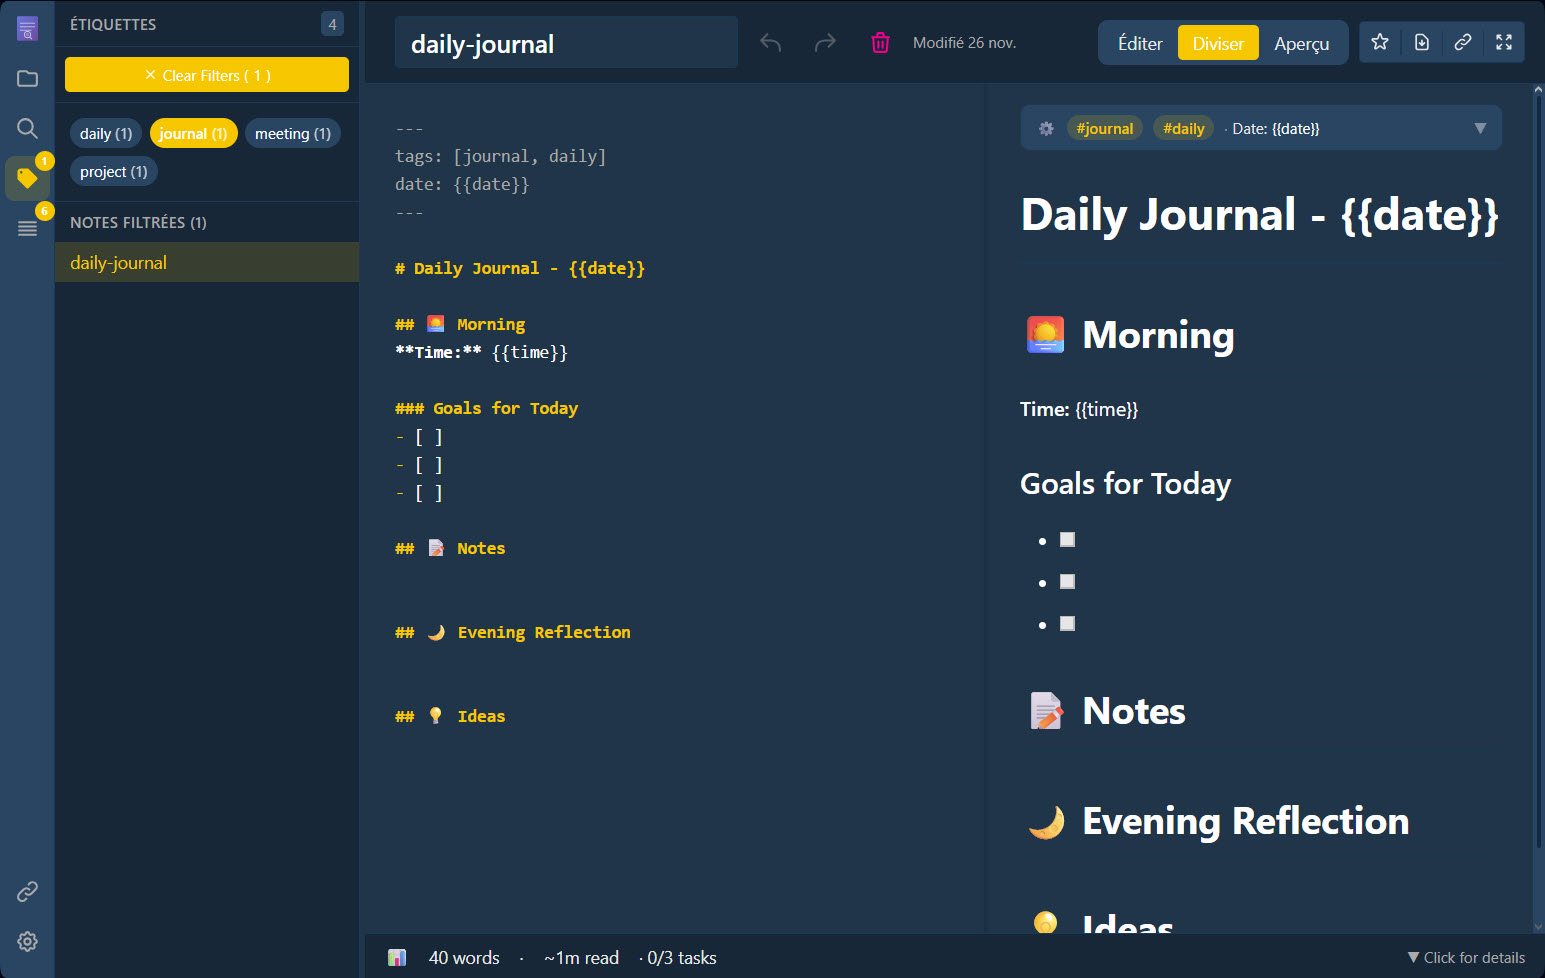 ÉTIQUETTES 4
× Clear Filters ( 1 )
daily (1) journal (1) meeting (1)
project (1)
1
6
NOTES FILTRÉES (1)
daily-journal
daily-journal
Modifié 26 nov.
Éditer Diviser Aperçu
---
tags: [journal, daily]
date: {{date}}
---
# Daily Journal - {{date}}
## 🌅 Morning
**Time:** {{time}}
### Goals for Today
- [ ]
- [ ]
- [ ]
## 📝 Notes
## 🌙 Evening Reflection
## 💡 Ideas
#journal #daily · Date: {{date}} ▼
Daily Journal - {{date}}
🌅 Morning
Time: {{time}}
Goals for Today
📝 Notes
🌙 Evening Reflection
💡 Ideas
📊 40 words · ~1m read · 0/3 tasks
▼ Click for details